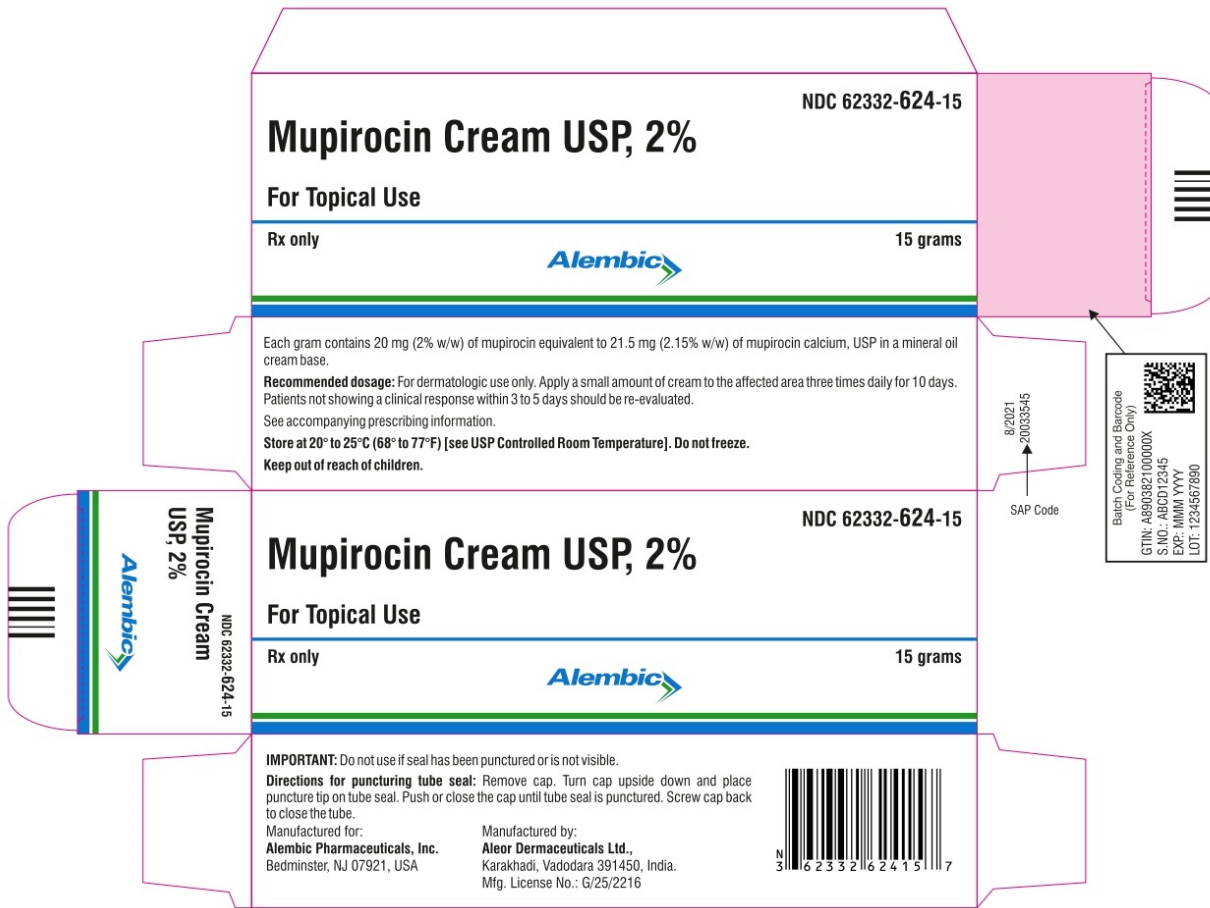 NDC 62332-624-15
Mupirocin Cream USP, 2%
For Topical Use
Rx only
15 grams
Alembic
Each gram contains 20 mg (2% w/w) of mupirocin equivalent to 21.5 mg (2.15% w/w) of mupirocin calcium, USP in a mineral oil
cream base.
Recommended dosage: For dermatologic use only. Apply a small amount of cream to the affected area three times daily for 10 days.
Patients not showing a clinical response within 3 to 5 days should be re-evaluated.
See accompanying prescribing information.
Store at 20° to 25°C (68° to 77°F) [see USP Controlled Room Temperature]. Do not freeze.
Keep out of reach of children.
8/2021
20033545
SAP Code
Batch Coding and Barcode
(For Reference Only)
GTIN: A890382100000X
S.NO.: ABCD12345
EXP.: MMM YYYY
LOT: 1234567890
NDC 62332-624-15
Mupirocin Cream
USP, 2%
Alembic
NDC 62332-624-15
Mupirocin Cream USP, 2%
For Topical Use
Rx only
15 grams
Alembic
IMPORTANT: Do not use if seal has been punctured or is not visible.
Directions for puncturing tube seal: Remove cap. Turn cap upside down and place
puncture tip on tube seal. Push or close the cap until tube seal is punctured. Screw cap back
to close the tube.
Manufactured for:
Alembic Pharmaceuticals, Inc.
Bedminster, NJ 07921, USA
Manufactured by:
Aleor Dermaceuticals Ltd.,
Karakhadi, Vadodara 391450, India.
Mfg. License No.: G/25/2216
N
3 62332 62415 7